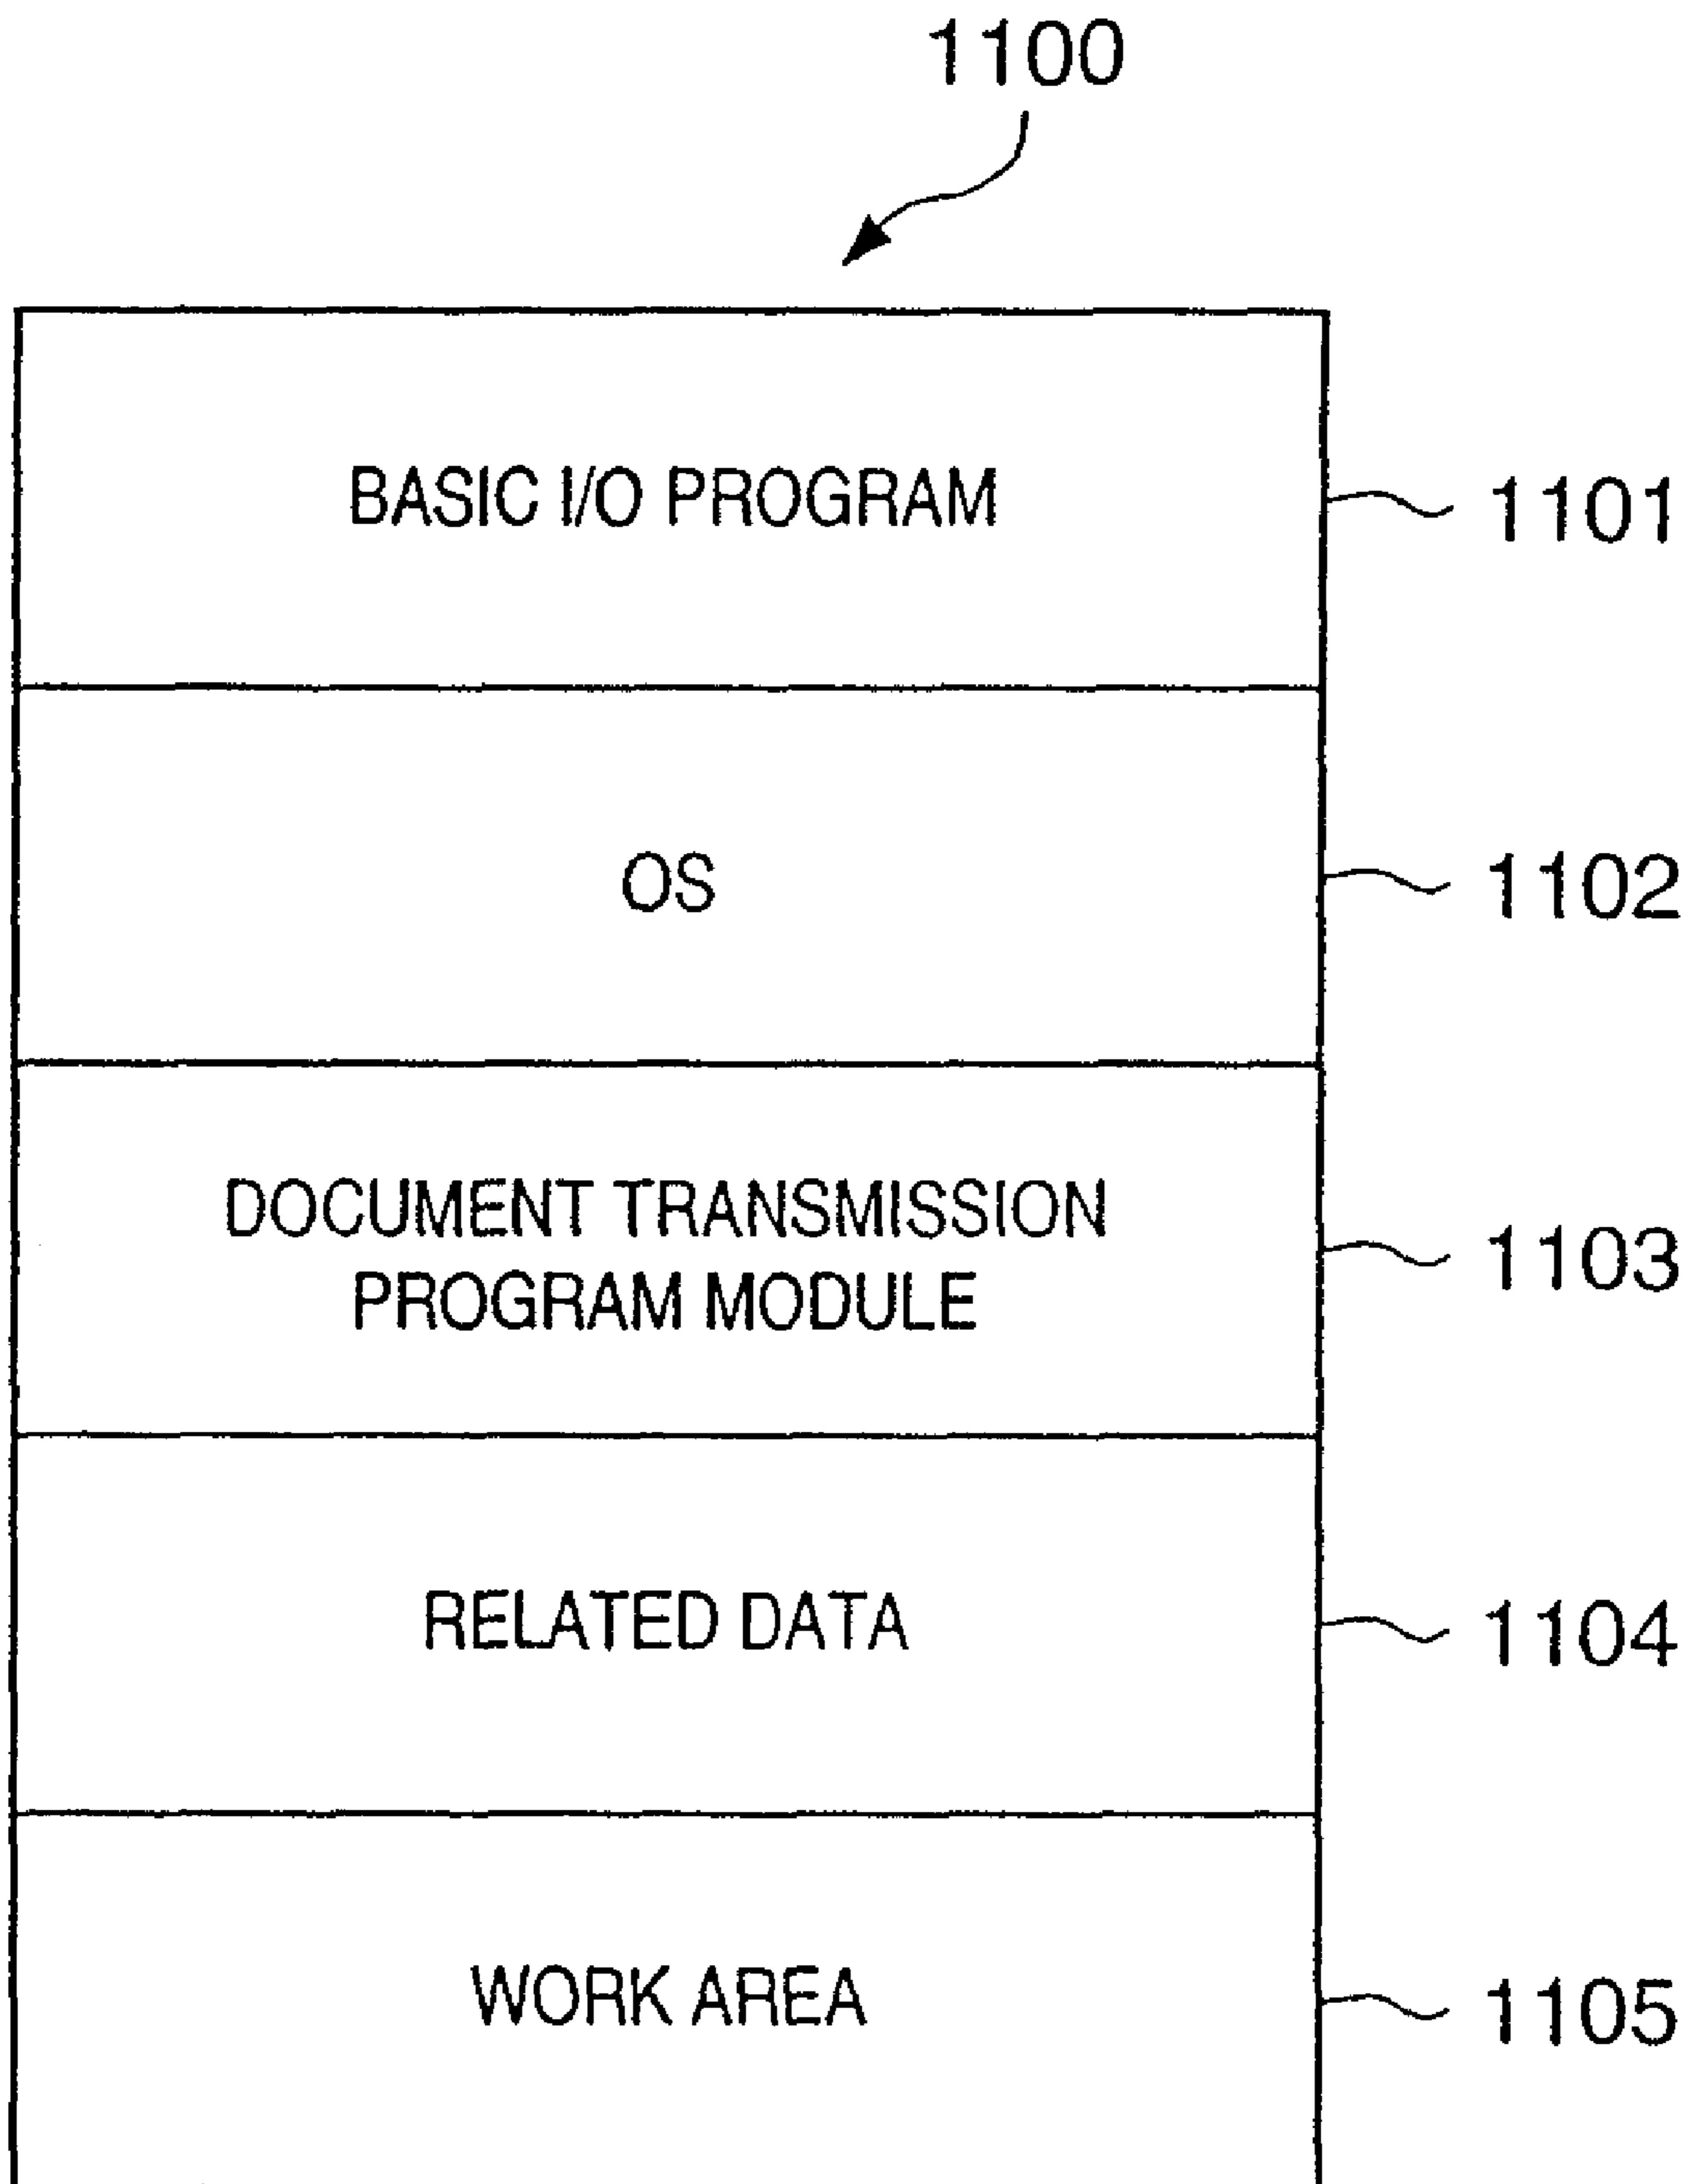 1100
BASIC I/O PROGRAM
1101
OS
1102
DOCUMENT TRANSMISSION
PROGRAM MODULE
1103
RELATED DATA
1104
WORK AREA
1105